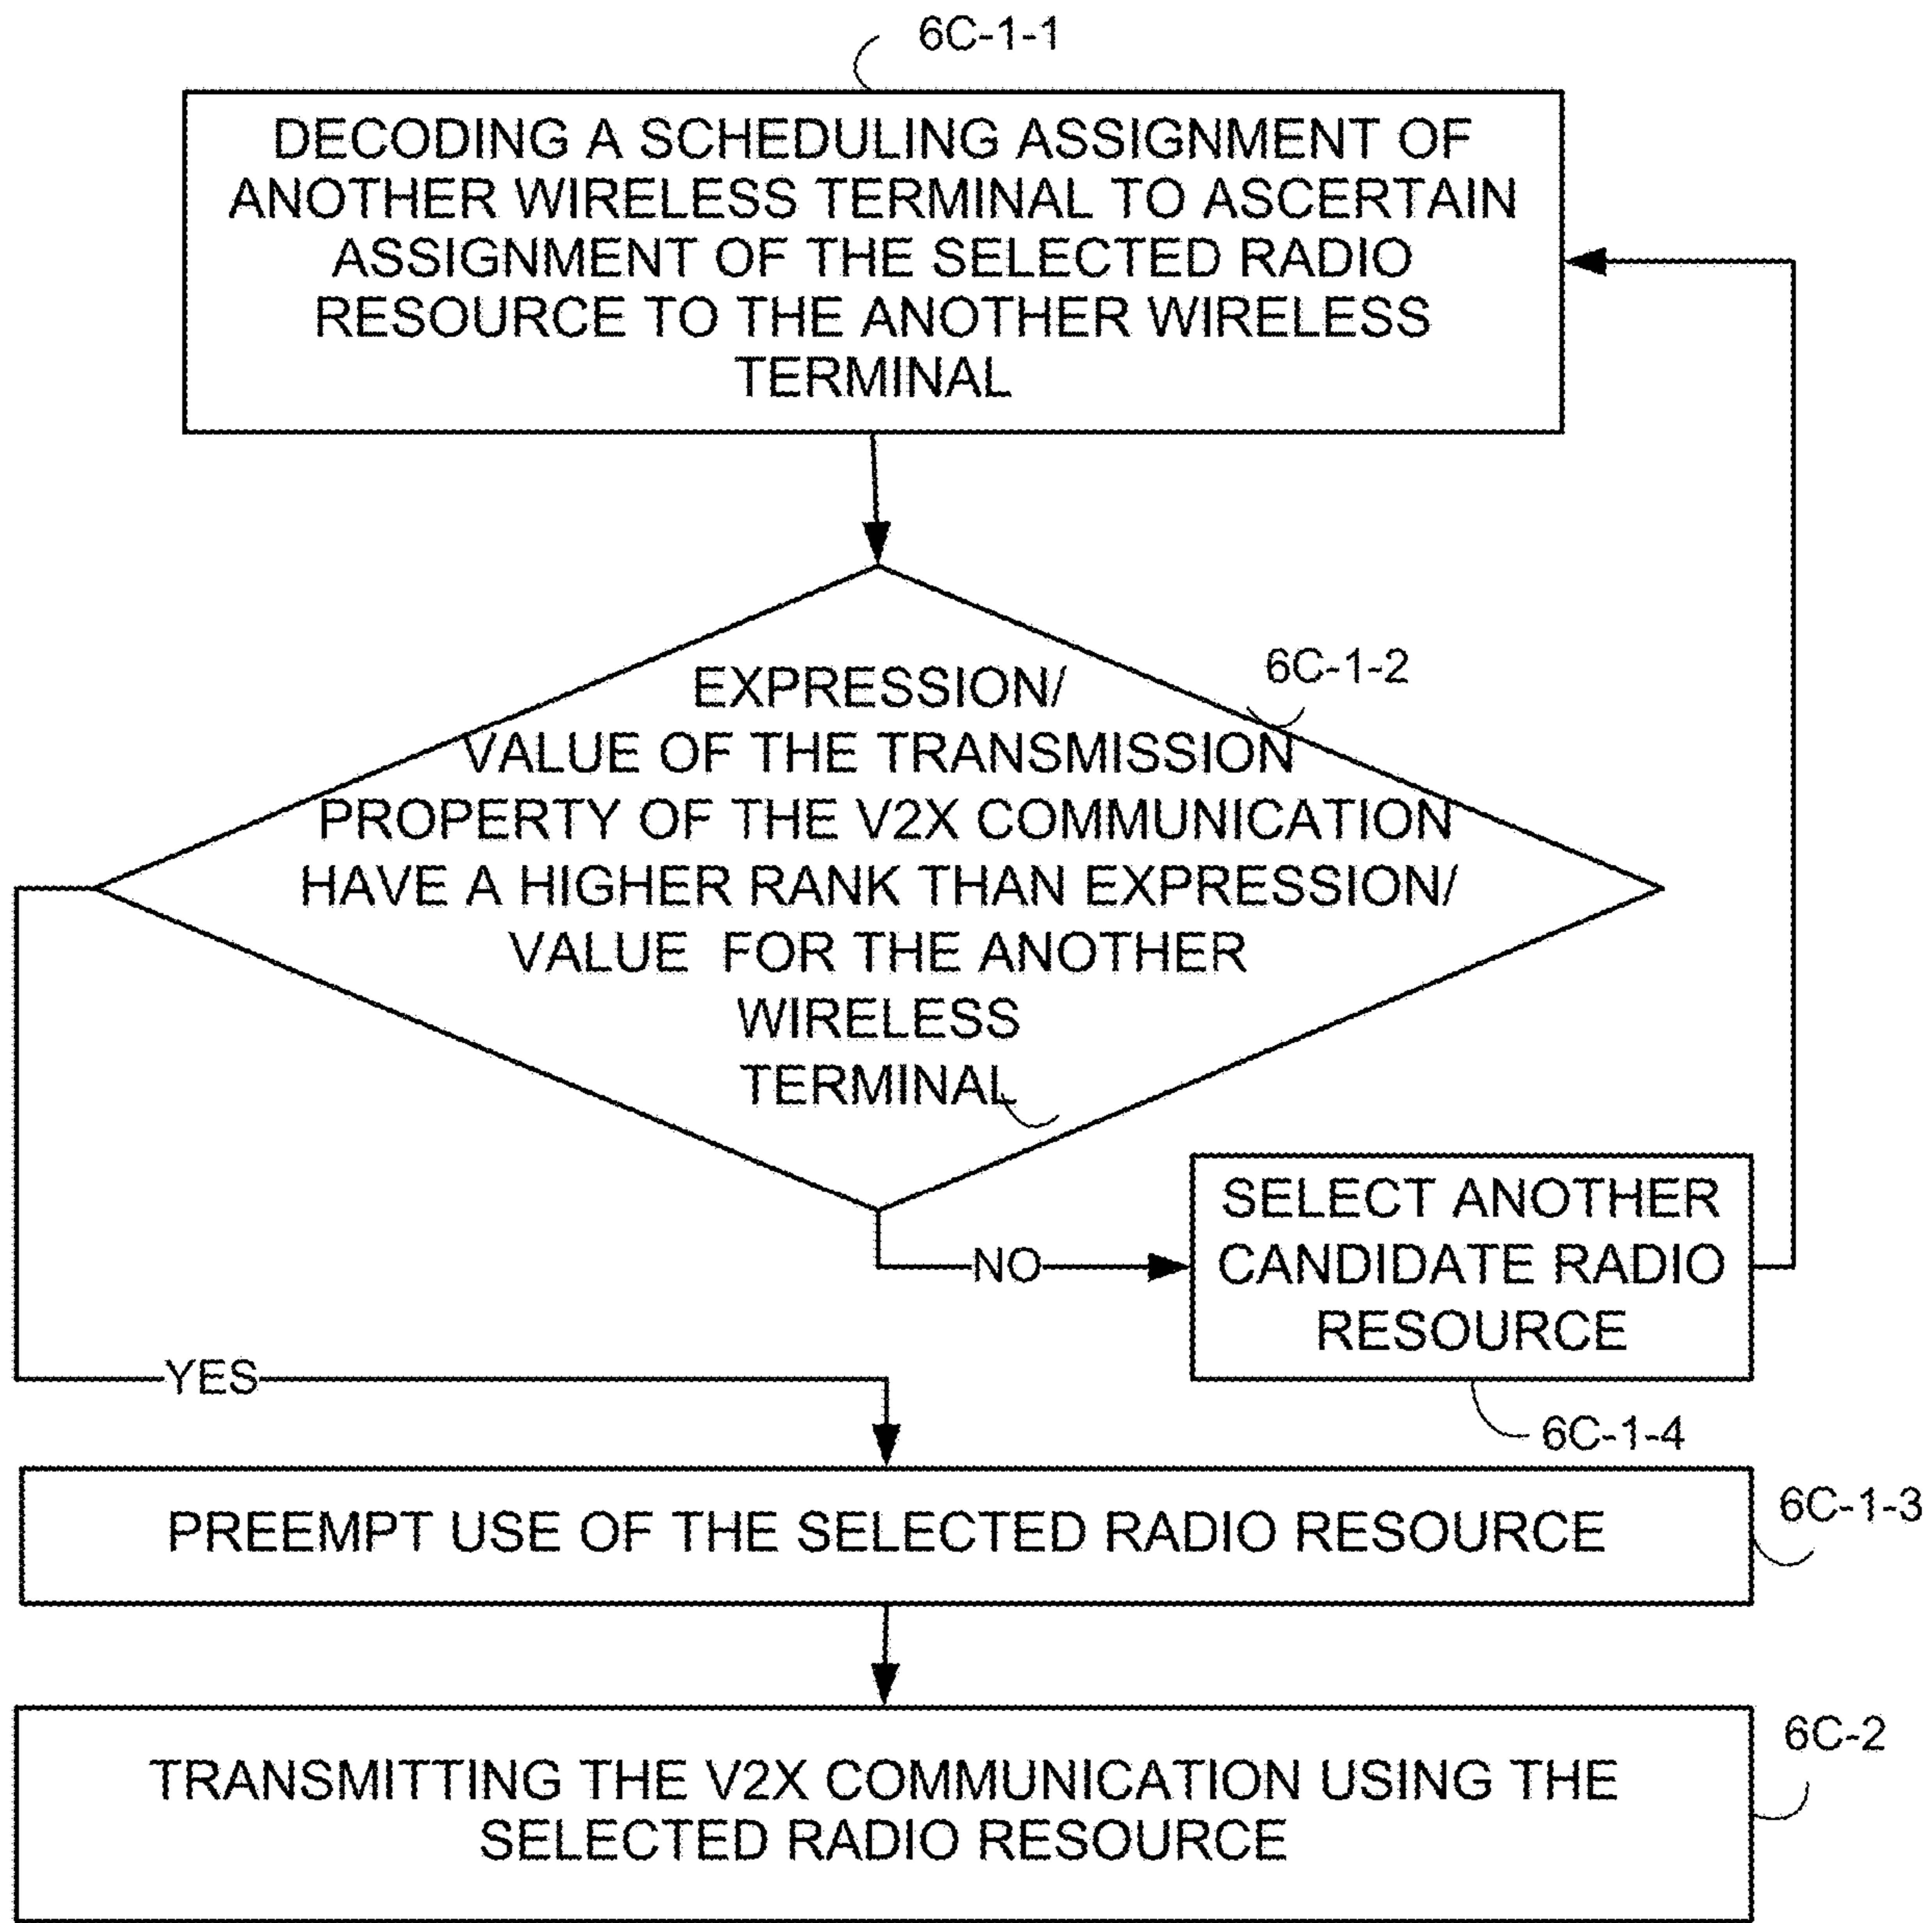 6C-1-1
DECODING A SCHEDULING ASSIGNMENT OF
ANOTHER WIRELESS TERMINAL TO ASCERTAIN
ASSIGNMENT OF THE SELECTED RADIO
RESOURCE TO THE ANOTHER WIRELESS
TERMINAL
6C-1-2
EXPRESSION/
VALUE OF THE TRANSMISSION
PROPERTY OF THE V2X COMMUNICATION
HAVE A HIGHER RANK THAN EXPRESSION/
VALUE FOR THE ANOTHER
WIRELESS
TERMINAL
NO
SELECT ANOTHER
CANDIDATE RADIO
RESOURCE
6C-1-4
YES
PREEMPT USE OF THE SELECTED RADIO RESOURCE
6C-1-3
TRANSMITTING THE V2X COMMUNICATION USING THE
SELECTED RADIO RESOURCE
6C-2